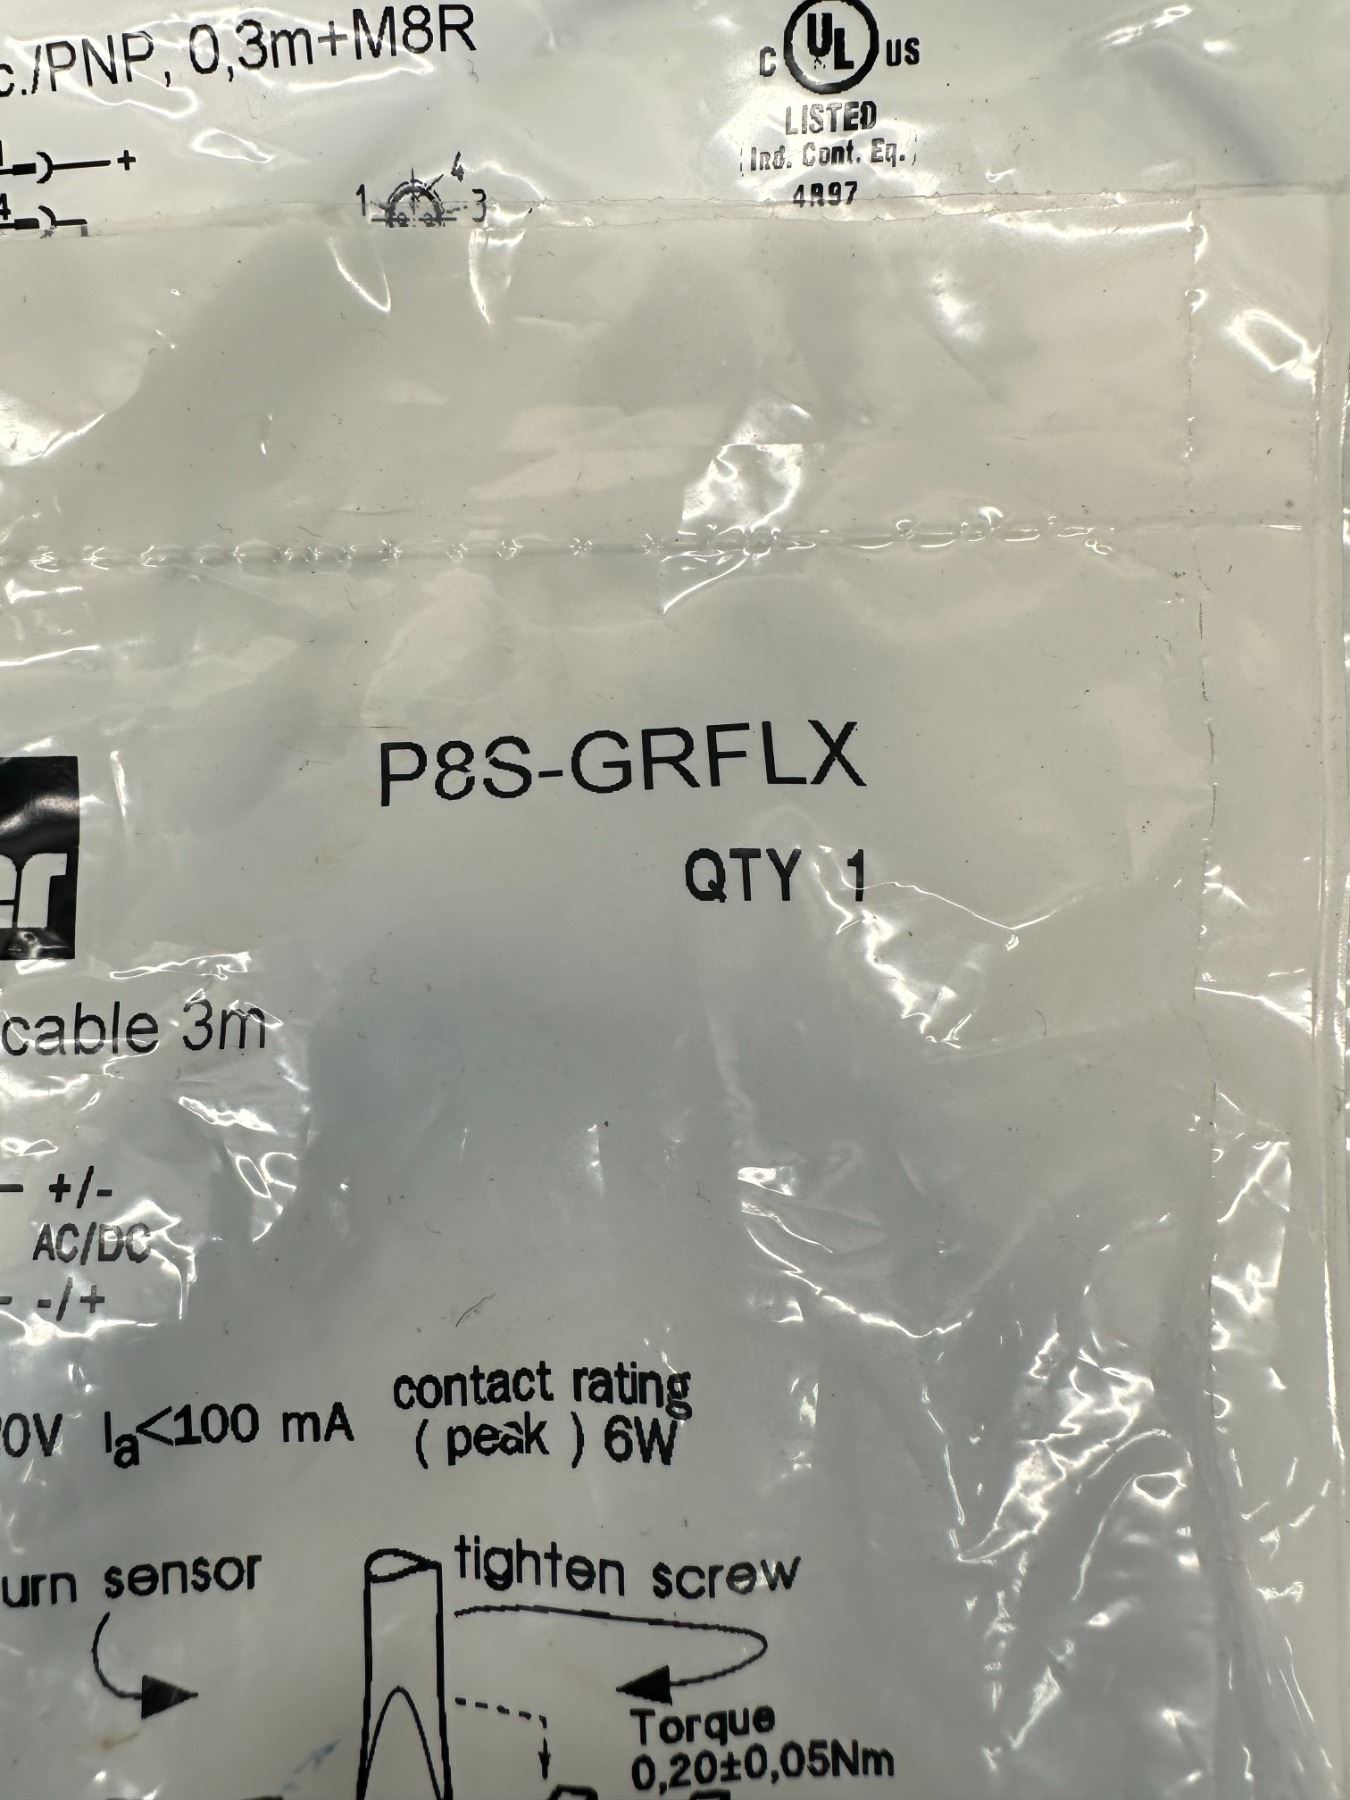 c./PNP, 0,3m+M8R
C UL US
LISTED
Ind. Cont. Eq.
4R97
+
1 4 3
4
P8S-GRFLX
QTY 1
er
cable 3m
+/-
AC/DC
-/+
0V Ia<100 mA
contact rating
( peak ) 6W
urn sensor
tighten screw
Torque
0,20±0,05Nm